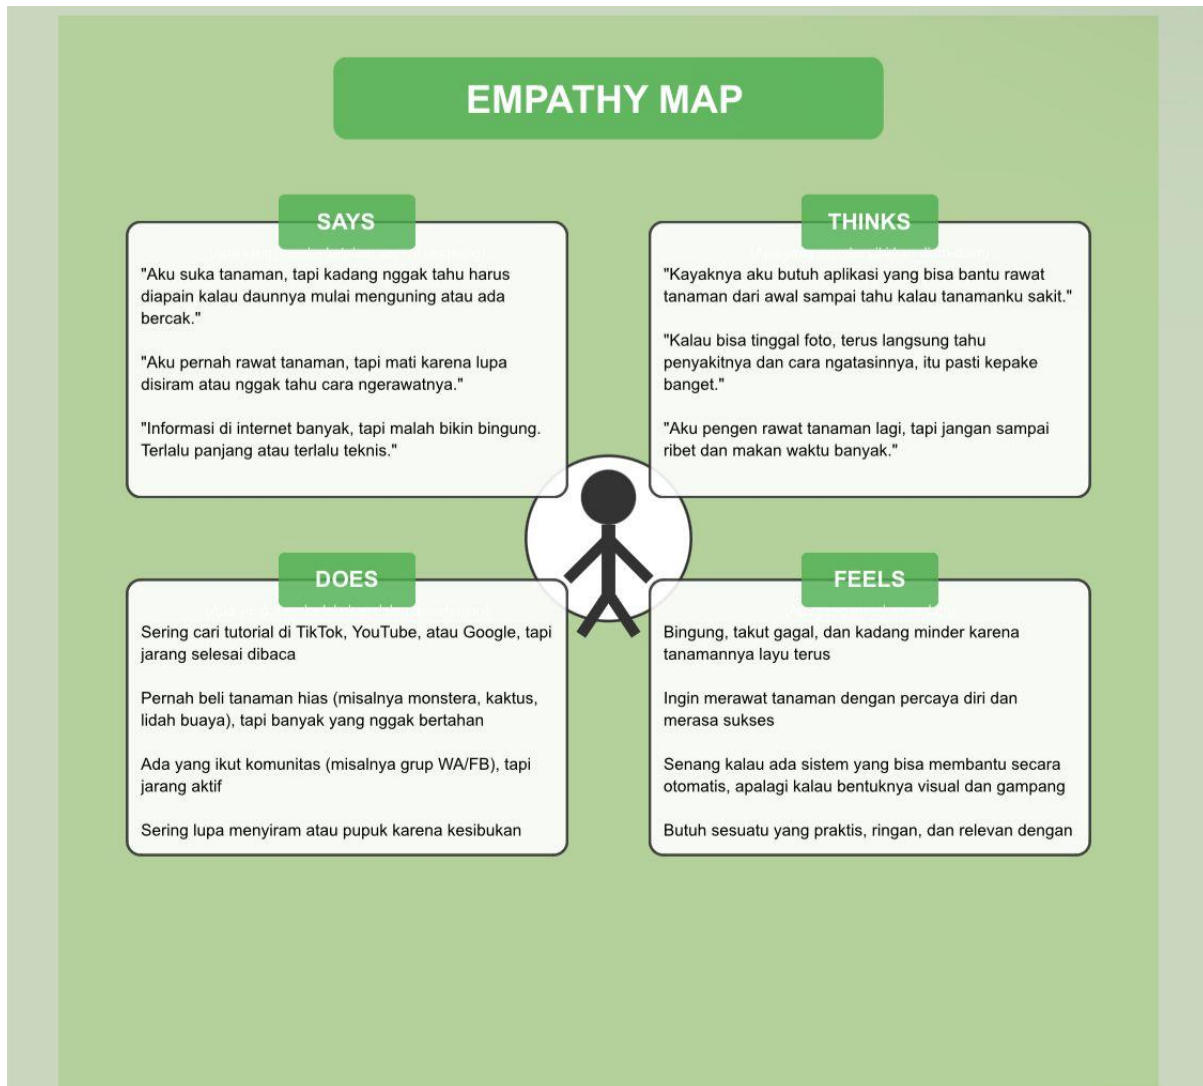 EMPATHY MAP
SAYS
"Aku suka tanaman, tapi kadang nggak tahu harus
diapain kalau daunnya mulai menguning atau ada
bercak."
"Aku pernah rawat tanaman, tapi mati karena lupa
disiram atau nggak tahu cara ngerawatnya."
"Informasi di internet banyak, tapi malah bikin bingung.
Terlalu panjang atau terlalu teknis."
THINKS
"Kayaknya aku butuh aplikasi yang bisa bantu rawat
tanaman dari awal sampai tahu kalau tanamanku sakit."
"Kalau bisa tinggal foto, terus langsung tahu
penyakitnya dan cara ngatasinnya, itu pasti kepake
banget."
"Aku pengen rawat tanaman lagi, tapi jangan sampai
ribet dan makan waktu banyak."
DOES
Sering cari tutorial di TikTok, YouTube, atau Google, tapi
jarang selesai dibaca
Pernah beli tanaman hias (misalnya monstera, kaktus,
lidah buaya), tapi banyak yang nggak bertahan
Ada yang ikut komunitas (misalnya grup WA/FB), tapi
jarang aktif
Sering lupa menyiram atau pupuk karena kesibukan
FEELS
Bingung, takut gagal, dan kadang minder karena
tanamannya layu terus
Ingin merawat tanaman dengan percaya diri dan
merasa sukses
Senang kalau ada sistem yang bisa membantu secara
otomatis, apalagi kalau bentuknya visual dan gampang
Butuh sesuatu yang praktis, ringan, dan relevan dengan